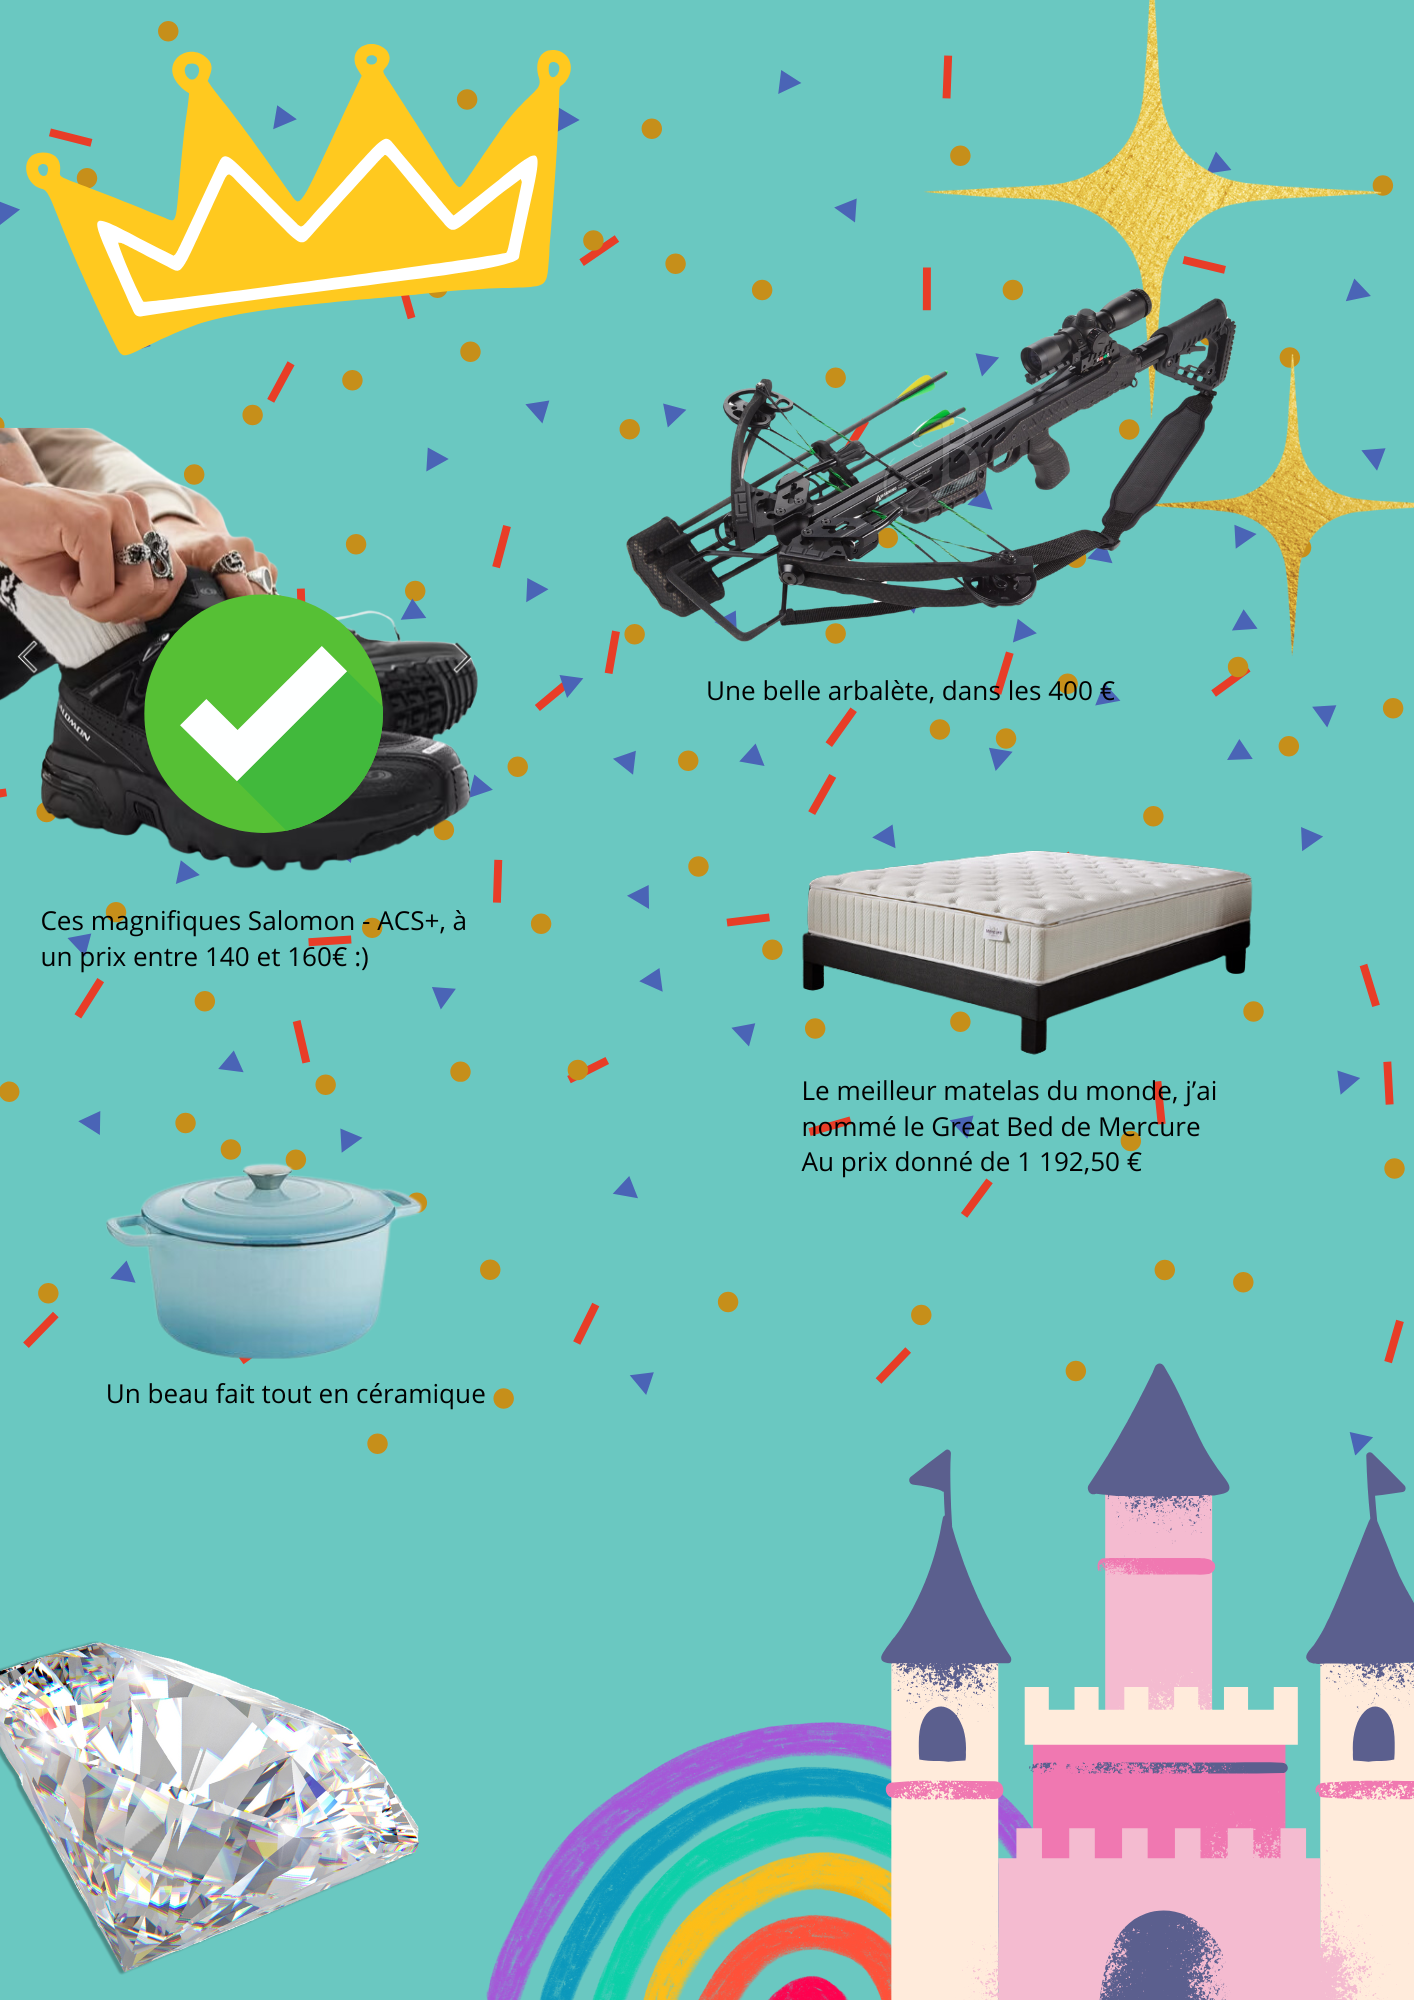 Une belle arbalète, dans les 400 €
SALOMON
Ces magnifiques Salomon - ACS+, à
un prix entre 140 et 160€ :)
Le meilleur matelas du monde, j’ai
nommé le Great Bed de Mercure
Au prix donné de 1 192,50 €
Un beau fait tout en céramique